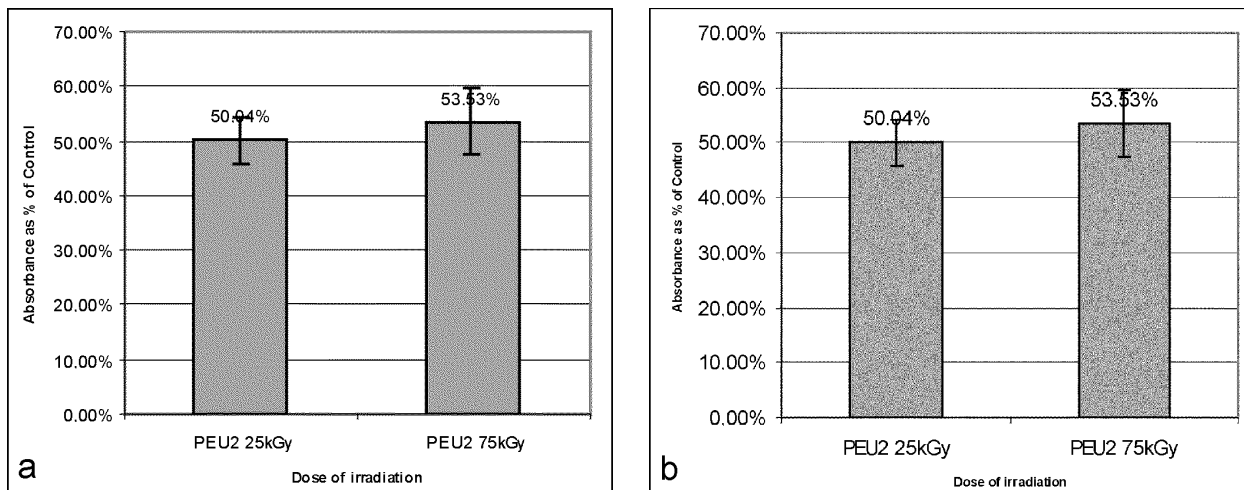 70.00%
60.00%
50.00%
40.00%
30.00%
20.00%
10.00%
0.00%
Absorbance as % of Control
50.04%
53.53%
PEU2 25kGy
PEU2 75kGy
Dose of irradiation
a
70.00%
60.00%
50.00%
40.00%
30.00%
20.00%
10.00%
0.00%
Absorbance as % of Control
50.04%
53.53%
PEU2 25kGy
PEU2 75kGy
Dose of irradiation
b